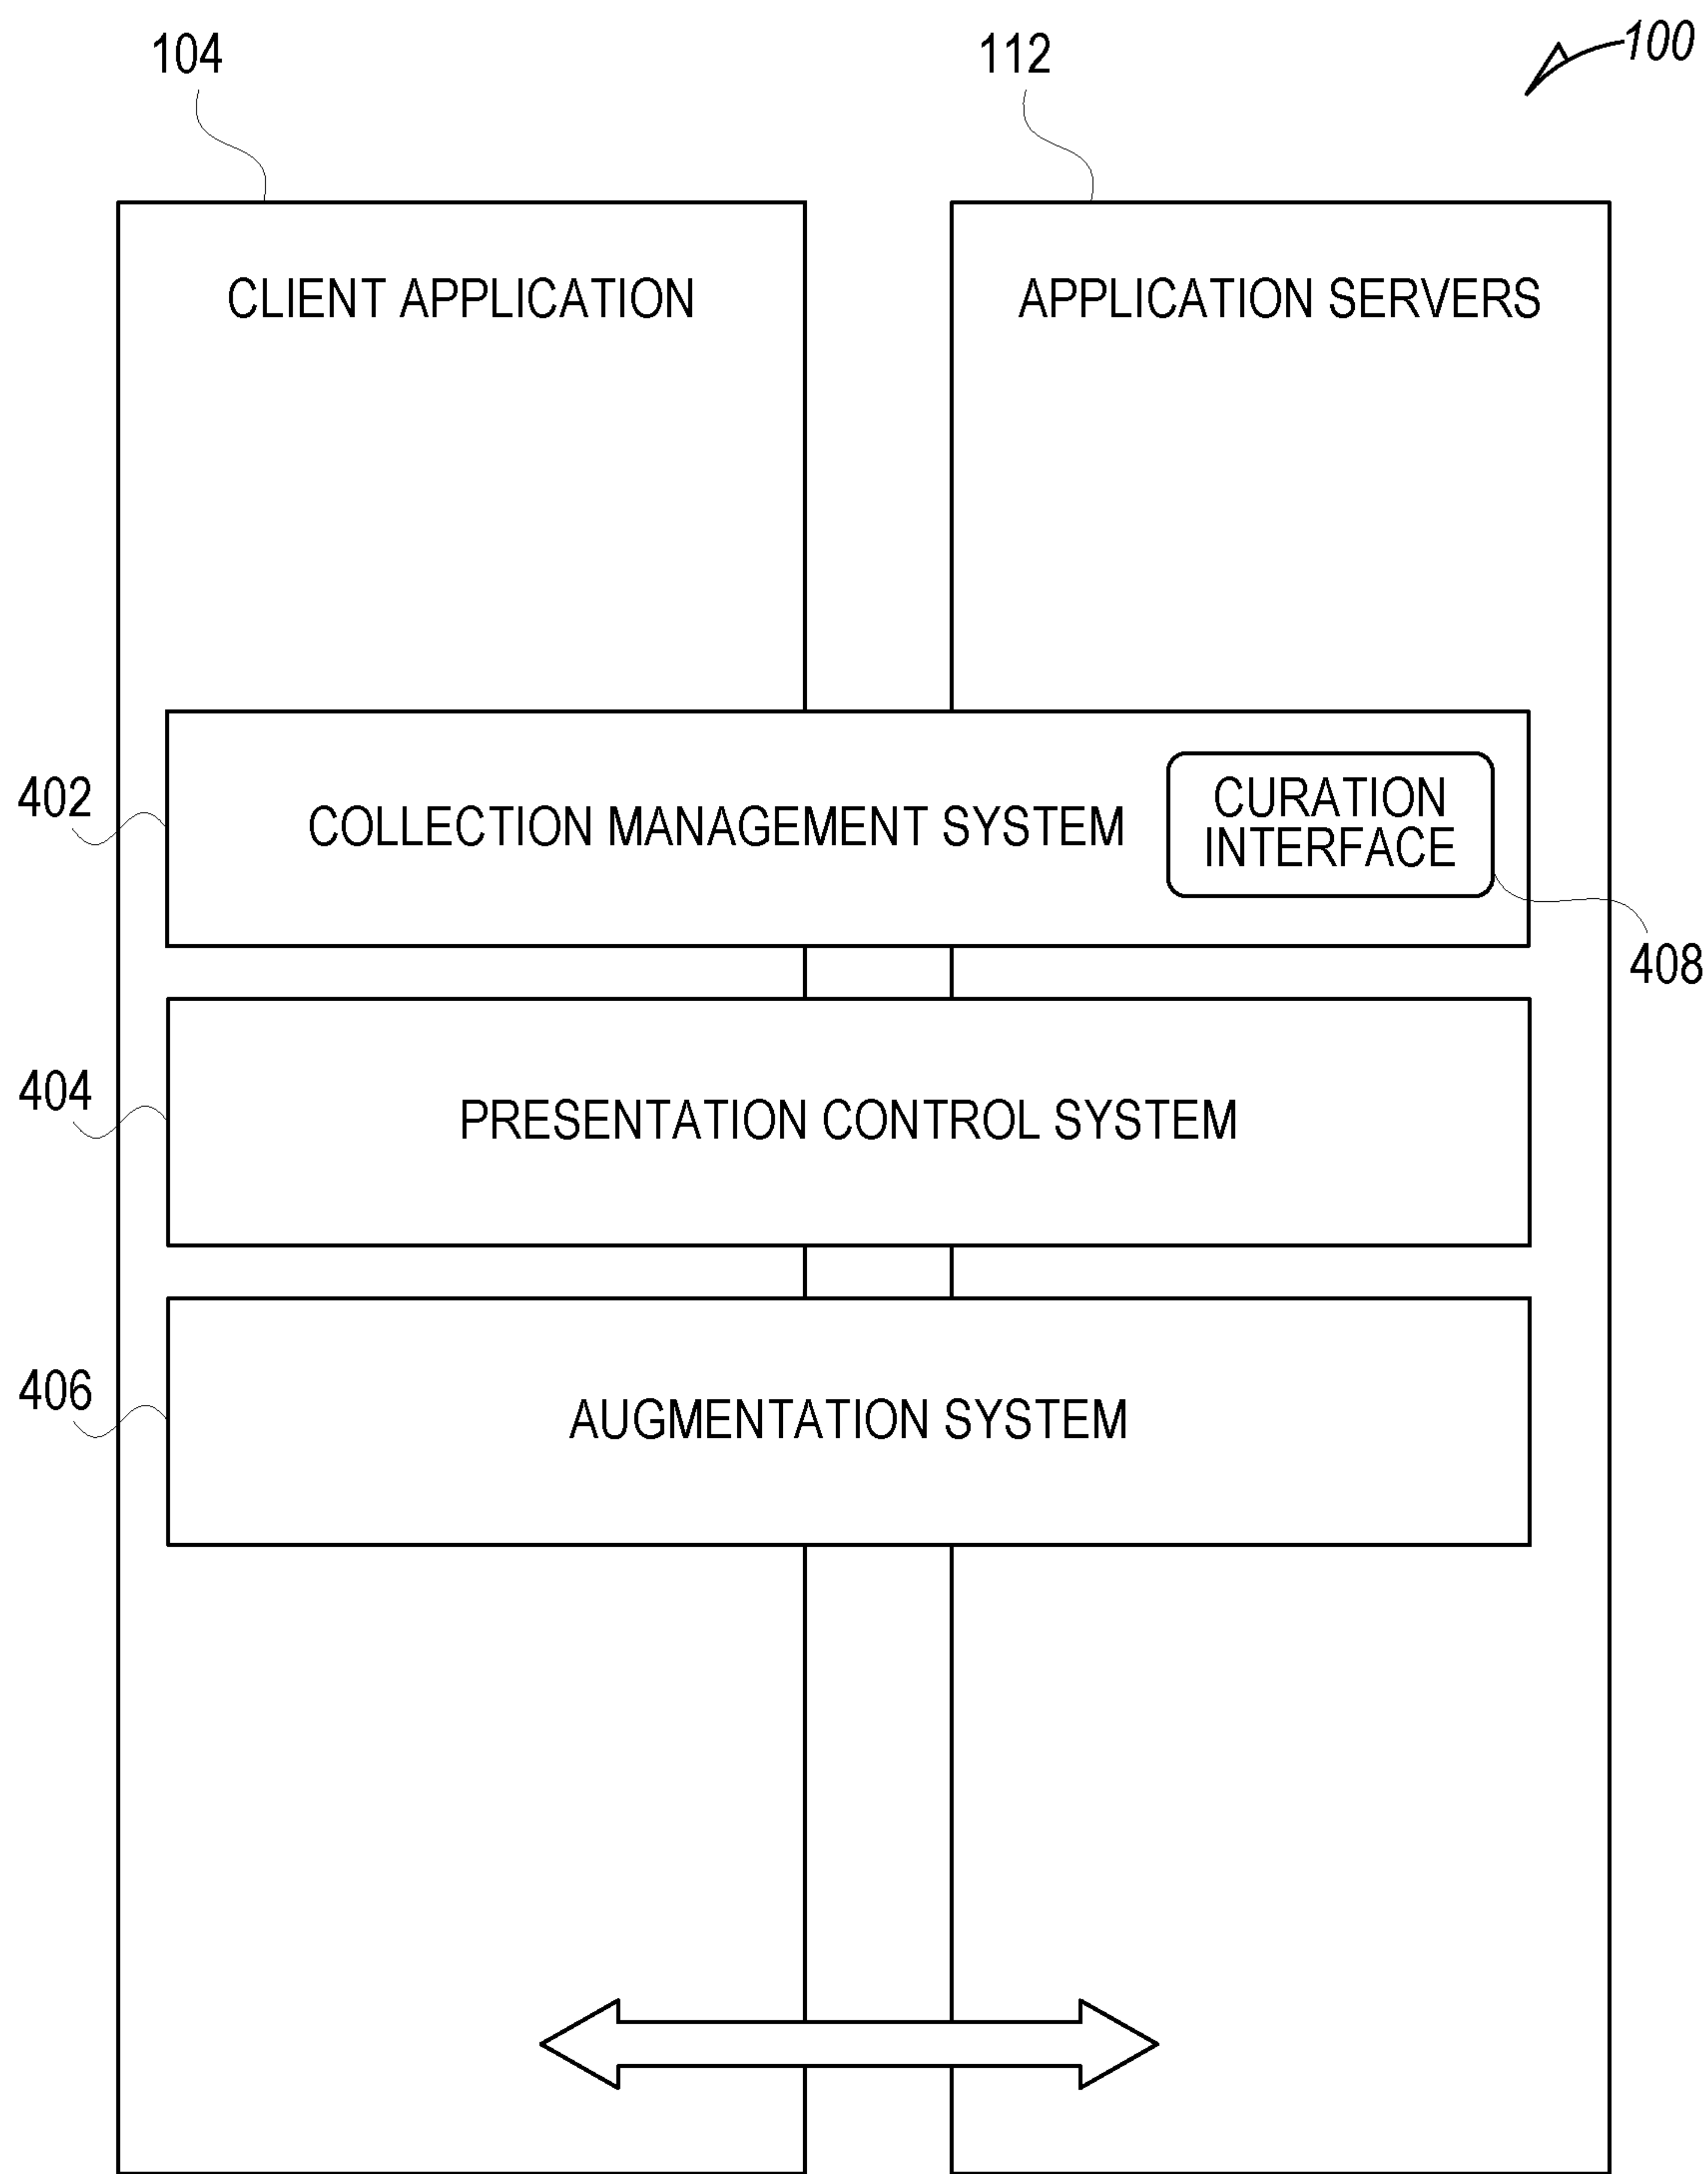 104
112
100
CLIENT APPLICATION
APPLICATION SERVERS
402
COLLECTION MANAGEMENT SYSTEM
CURATION
INTERFACE
408
404
PRESENTATION CONTROL SYSTEM
406
AUGMENTATION SYSTEM